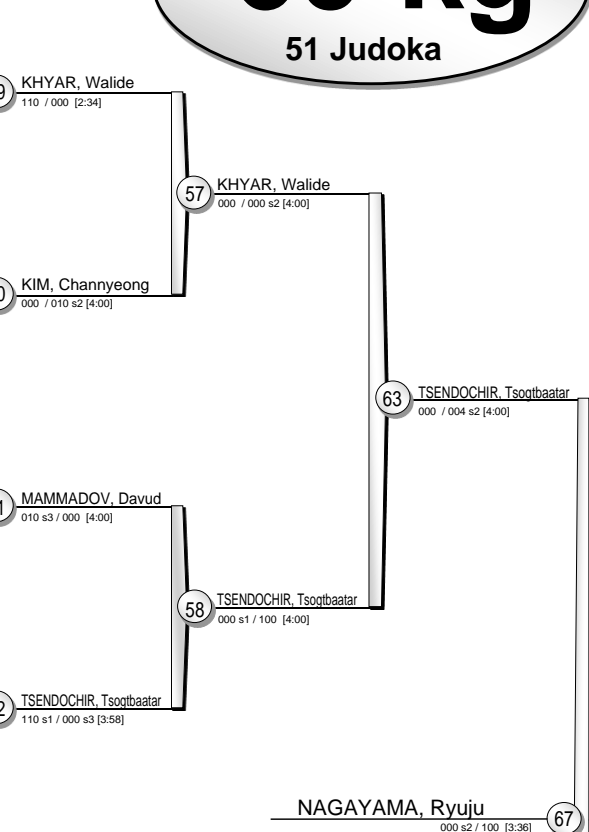 51 Judoka
KHYAR, Walide
110 / 000 [2:34]
57
KHYAR, Walide
000 / 000 s2 [4:00]
KIM, Channyeong
000 / 010 s2 [4:00]
63
TSENDOCHIR, Tsogtbaatar
000 / 004 s2 [4:00]
MAMMADOV, Davud
010 s3 / 000 [4:00]
58
TSENDOCHIR, Tsogtbaatar
000 s1 / 100 [4:00]
TSENDOCHIR, Tsogtbaatar
110 s1 / 000 s3 [3:58]
NAGAYAMA, Ryuju
000 s2 / 100 [3:36]
67